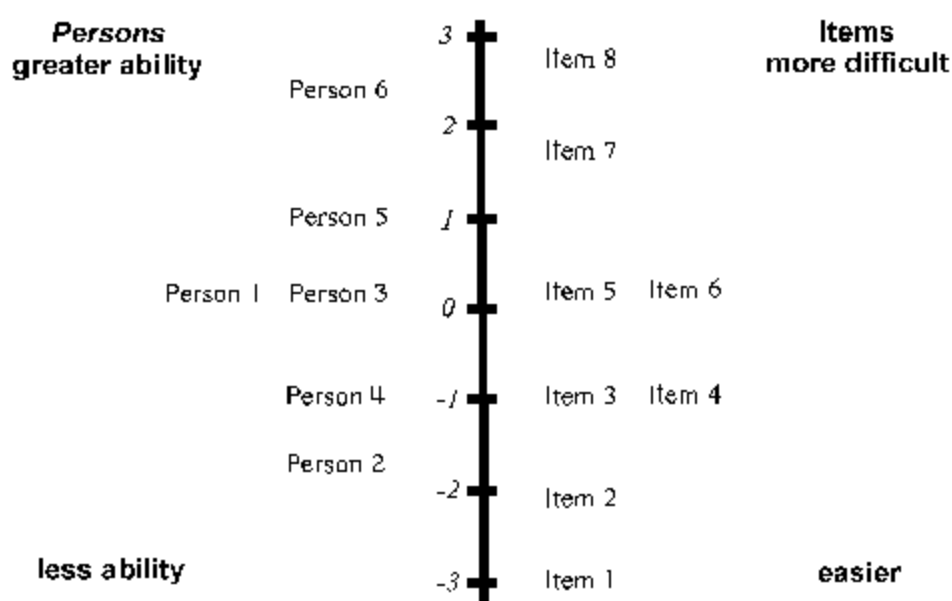 Persons
greater ability
Items
more difficult
3
Item 8
Person 6
2
Item 7
Person 5
1
Person 1 Person 3
Item 5 Item 6
0
Person 4
-1
Item 3 Item 4
Person 2
-2
Item 2
less ability
-3
Item 1
easier